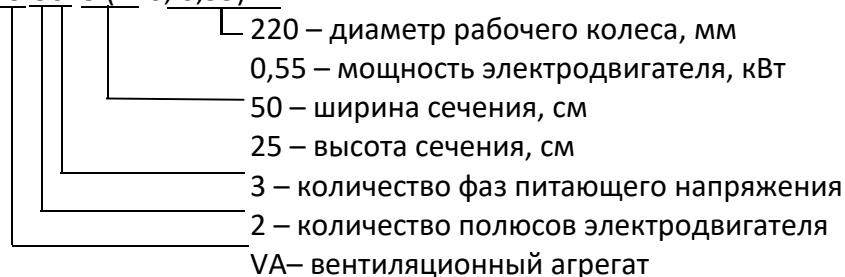 220 – диаметр рабочего колеса, мм
0,55 – мощность электродвигателя, кВт
50 – ширина сечения, см
25 – высота сечения, см
3 – количество фаз питающего напряжения
2 – количество полюсов электродвигателя
VA– вентиляционный агрегат